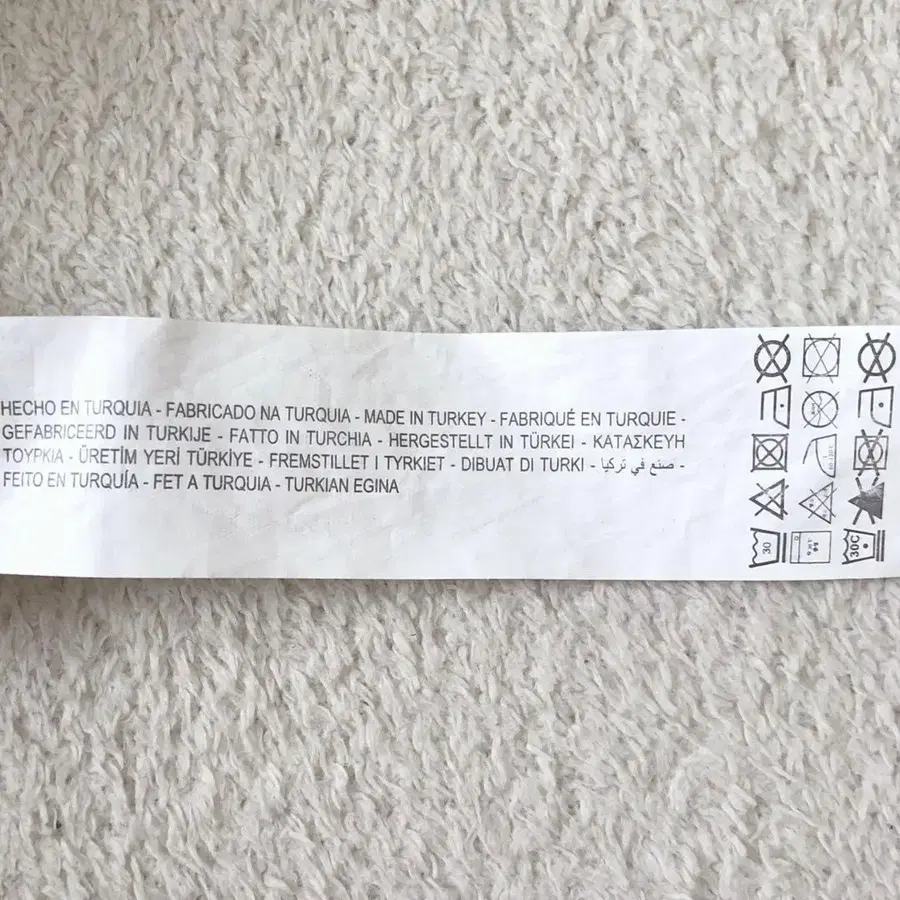 HECHO EN TURQUIA - FABRICADO NA TURQUIA - MADE IN TURKEY - FABRIQUÉ EN TURQUIE -
GEFABRICEERD IN TURKIJE - FATTO IN TURCHIA - HERGESTELLT IN TÜRKEI - ΚΑΤΑΣΚΕΥΗ
ΤΟΥΡΚΙΑ - ÜRETİM YERİ TÜRKİYE - FREMSTILLET I TYRKIET - DIBUAT DI TURKI - صنع في تركيا -
FEITO EN TURQUÍA - FET A TURQUIA - TURKIAN EGINA
30
30C